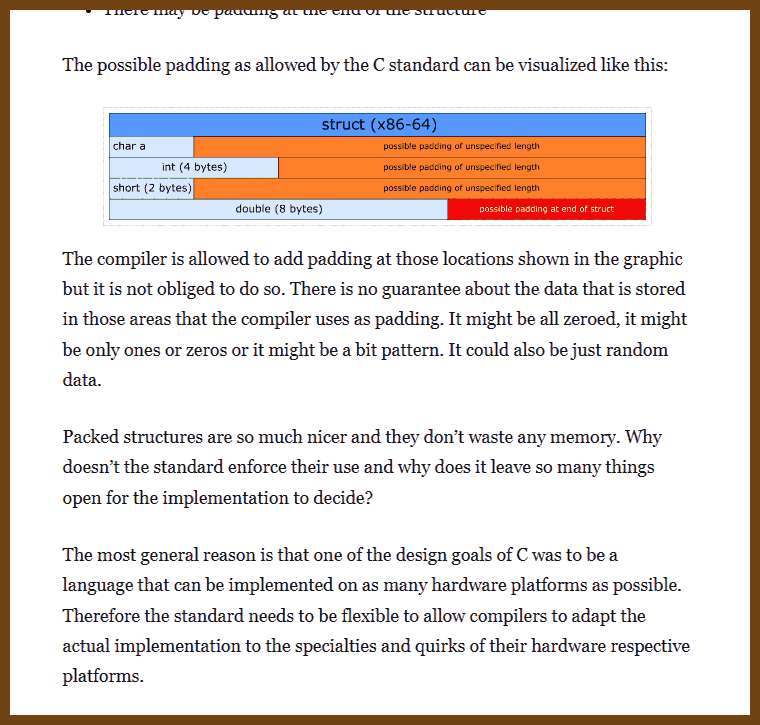 • There may be padding at the end of the structure
The possible padding as allowed by the C standard can be visualized like this:
struct (x86-64)
char a possible padding of unspecified length
int (4 bytes) possible padding of unspecified length
short (2 bytes) possible padding of unspecified length
double (8 bytes) possible padding at end of struct
The compiler is allowed to add padding at those locations shown in the graphic
but it is not obliged to do so. There is no guarantee about the data that is stored
in those areas that the compiler uses as padding. It might be all zeroed, it might
be only ones or zeros or it might be a bit pattern. It could also be just random
data.
Packed structures are so much nicer and they don’t waste any memory. Why
doesn’t the standard enforce their use and why does it leave so many things
open for the implementation to decide?
The most general reason is that one of the design goals of C was to be a
language that can be implemented on as many hardware platforms as possible.
Therefore the standard needs to be flexible to allow compilers to adapt the
actual implementation to the specialties and quirks of their hardware respective
platforms.